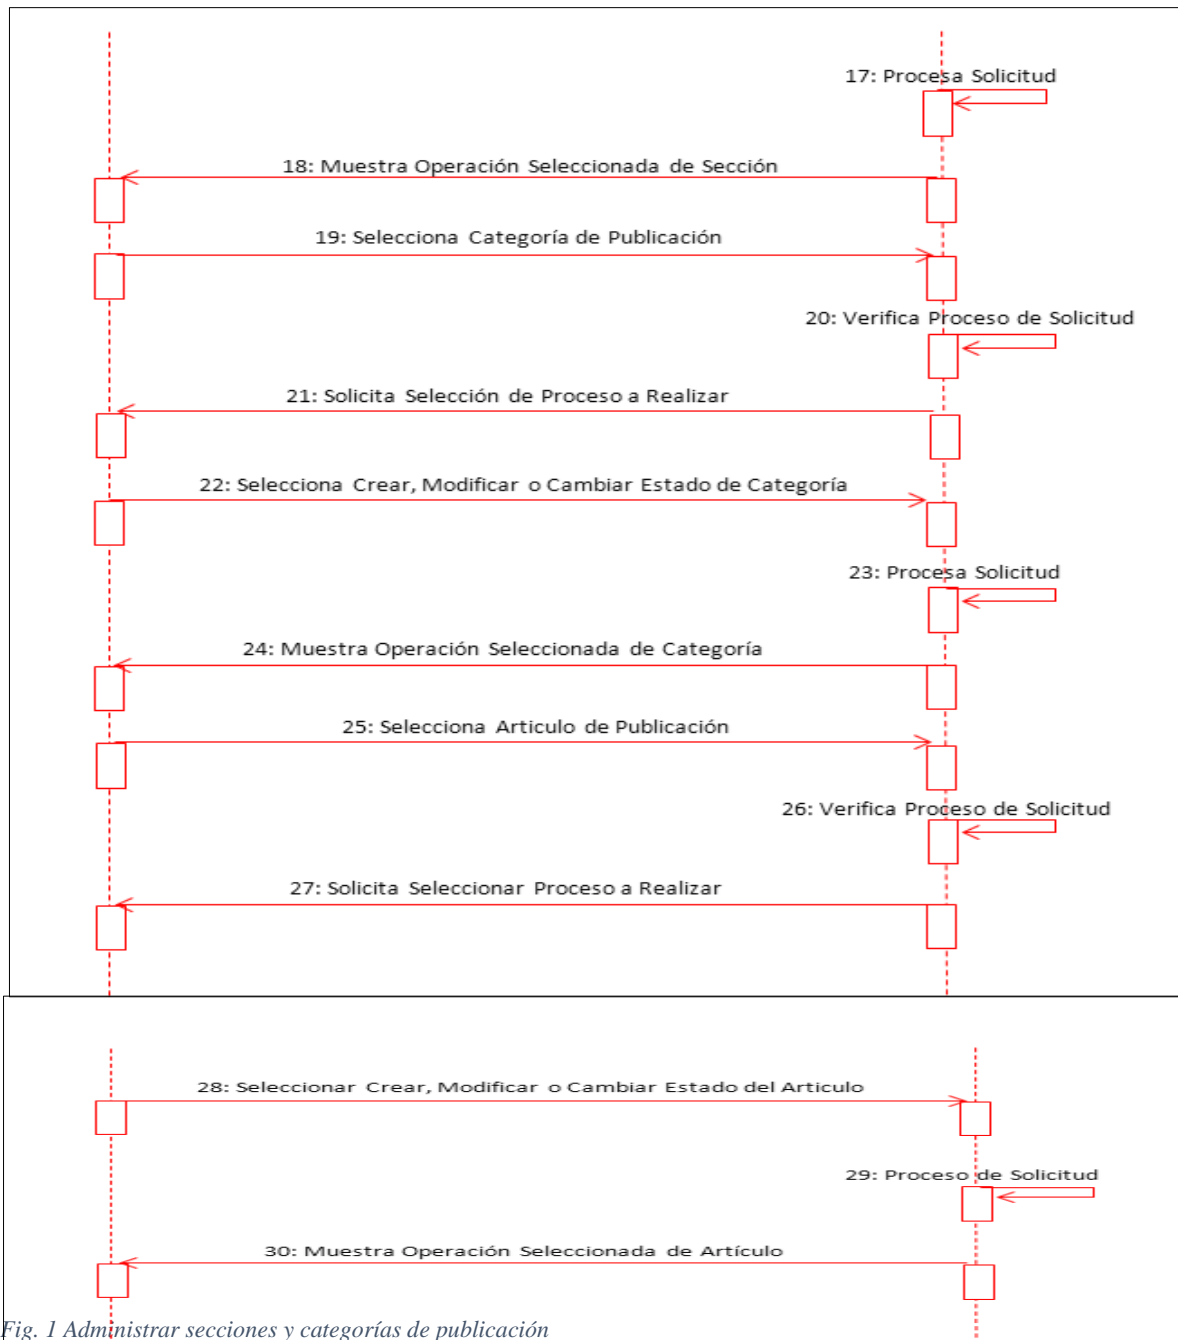 17: Procesa Solicitud
18: Muestra Operación Seleccionada de Sección
19: Selecciona Categoría de Publicación
20: Verifica Proceso de Solicitud
21: Solicita Selección de Proceso a Realizar
22: Selecciona Crear, Modificar o Cambiar Estado de Categoría
23: Procesa Solicitud
24: Muestra Operación Seleccionada de Categoría
25: Selecciona Articulo de Publicación
26: Verifica Proceso de Solicitud
27: Solicita Seleccionar Proceso a Realizar
28: Seleccionar Crear, Modificar o Cambiar Estado del Articulo
29: Proceso de Solicitud
30: Muestra Operación Seleccionada de Artículo
Fig. 1 Administrar secciones y categorías de publicación